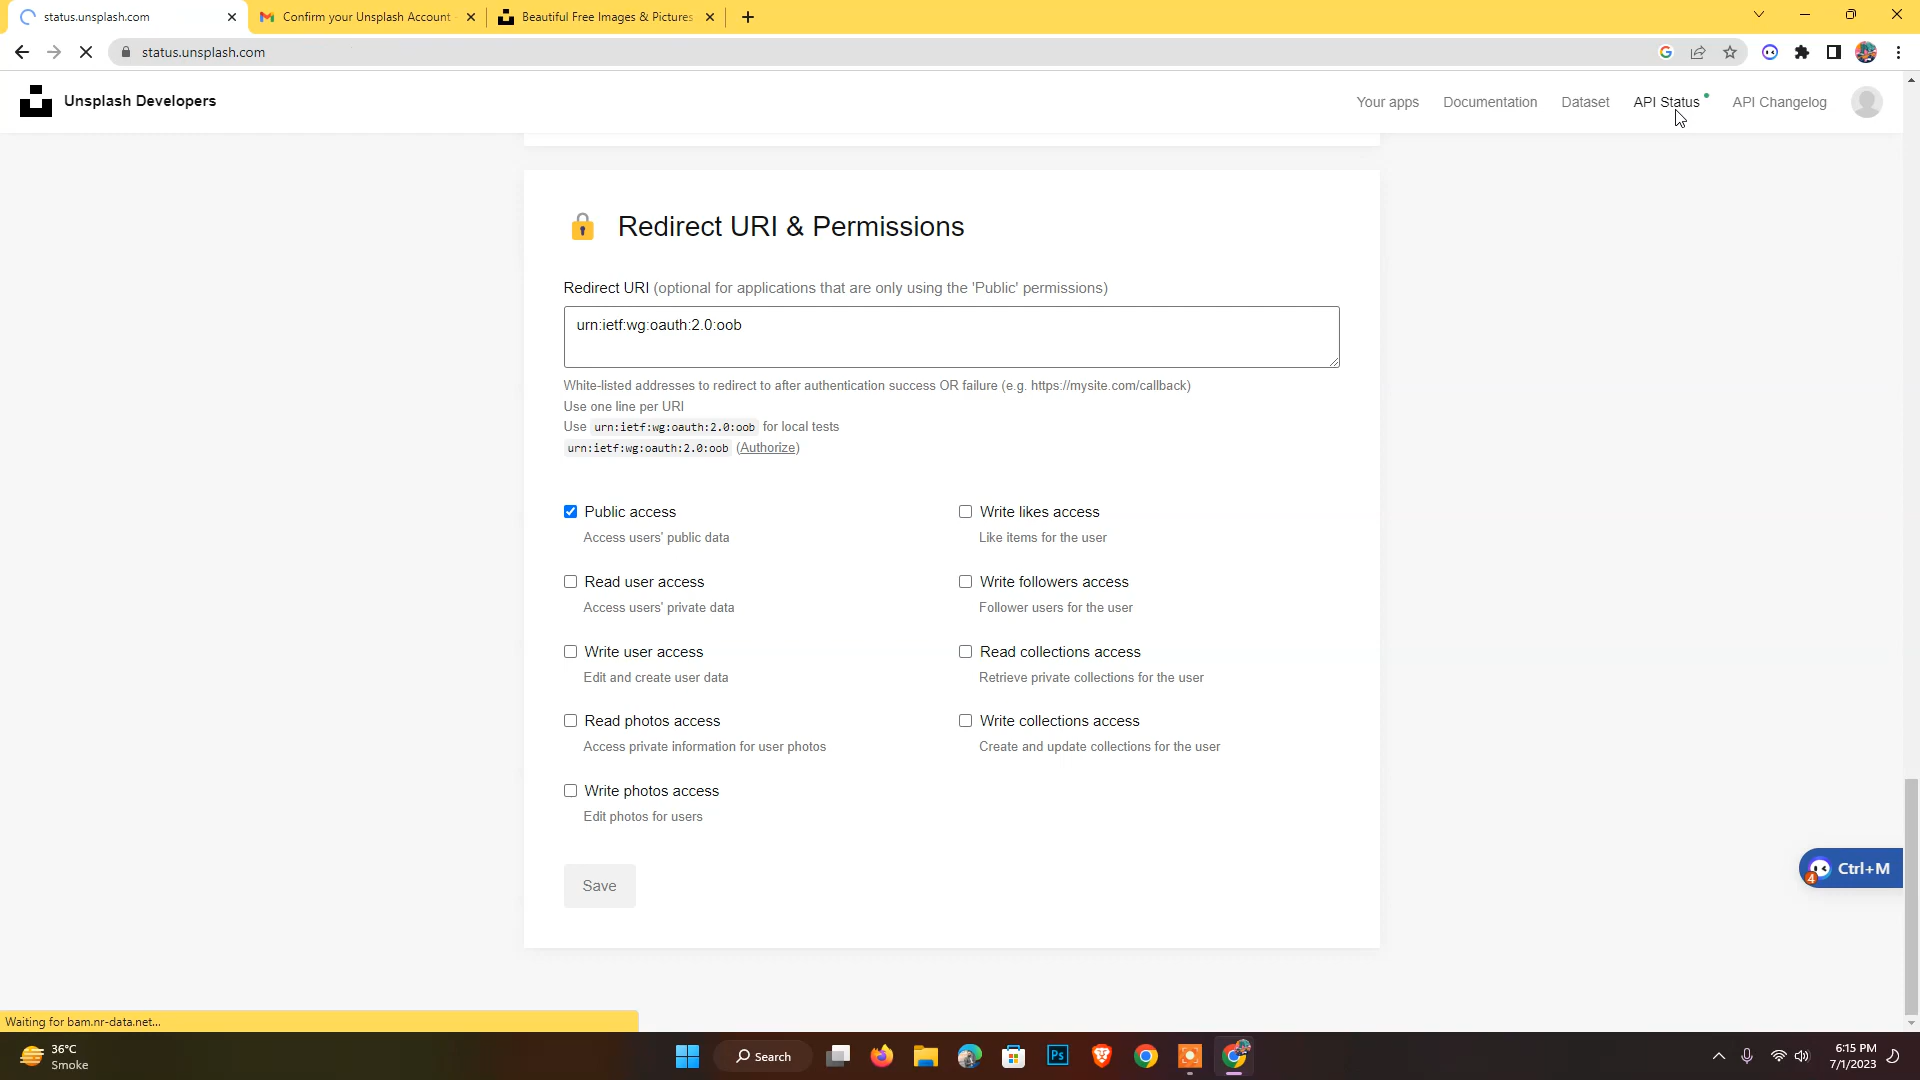 status.unsplash.com
Confirm your Unsplash Account
Beautiful Free Images & Pictures
status.unsplash.com
Unsplash Developers
Your apps
Documentation
Dataset
API Status
API Changelog
Redirect URI & Permissions
Redirect URI (optional for applications that are only using the 'Public' permissions)
urn:ietf:wg:oauth:2.0:oob
White-listed addresses to redirect to after authentication success OR failure (e.g. https://mysite.com/callback)
Use one line per URI
Use urn:ietf:wg:oauth:2.0:oob for local tests
urn:ietf:wg:oauth:2.0:oob (Authorize)
Public access
Access users' public data
Write likes access
Like items for the user
Read user access
Access users' private data
Write followers access
Follower users for the user
Write user access
Edit and create user data
Read collections access
Retrieve private collections for the user
Read photos access
Access private information for user photos
Write collections access
Create and update collections for the user
Write photos access
Edit photos for users
Save
4
Ctrl+M
Waiting for bam.nr-data.net...
36°C
Smoke
Search
Ps
6:15 PM
7/1/2023